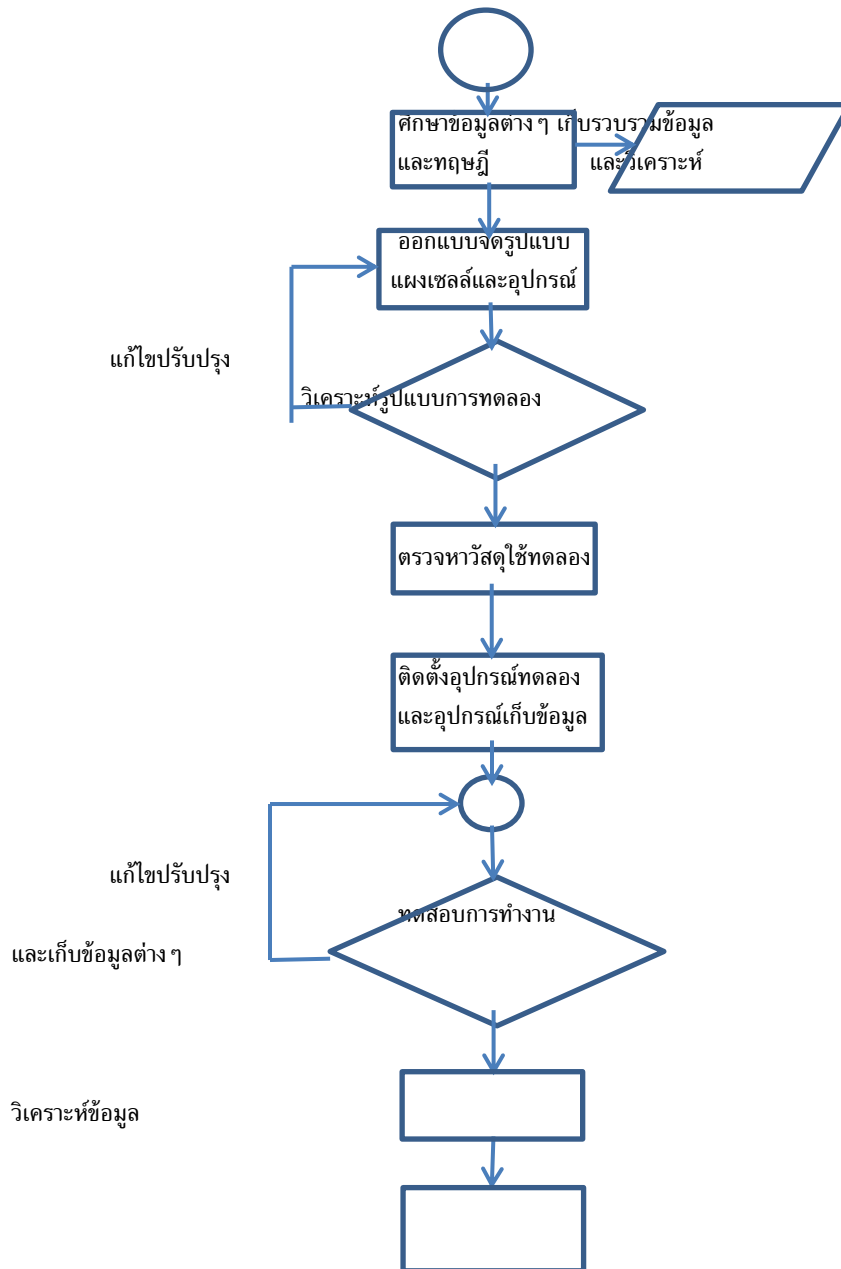 ศึกษาข้อมูลต่าง ๆ เก็บรวบรวมข้อมูล
และทฤษฎี และวิเคราะห์
ออกแบบจัดรูปแบบ
แผงเซลล์และอุปกรณ์
แก้ไขปรับปรุง
วิเคราะห์รูปแบบการทดลอง
ตรวจหาวัสดุใช้ทดลอง
ติดตั้งอุปกรณ์ทดลอง
และอุปกรณ์เก็บข้อมูล
แก้ไขปรับปรุง
ทดสอบการทำงาน
และเก็บข้อมูลต่าง ๆ
วิเคราะห์ข้อมูล